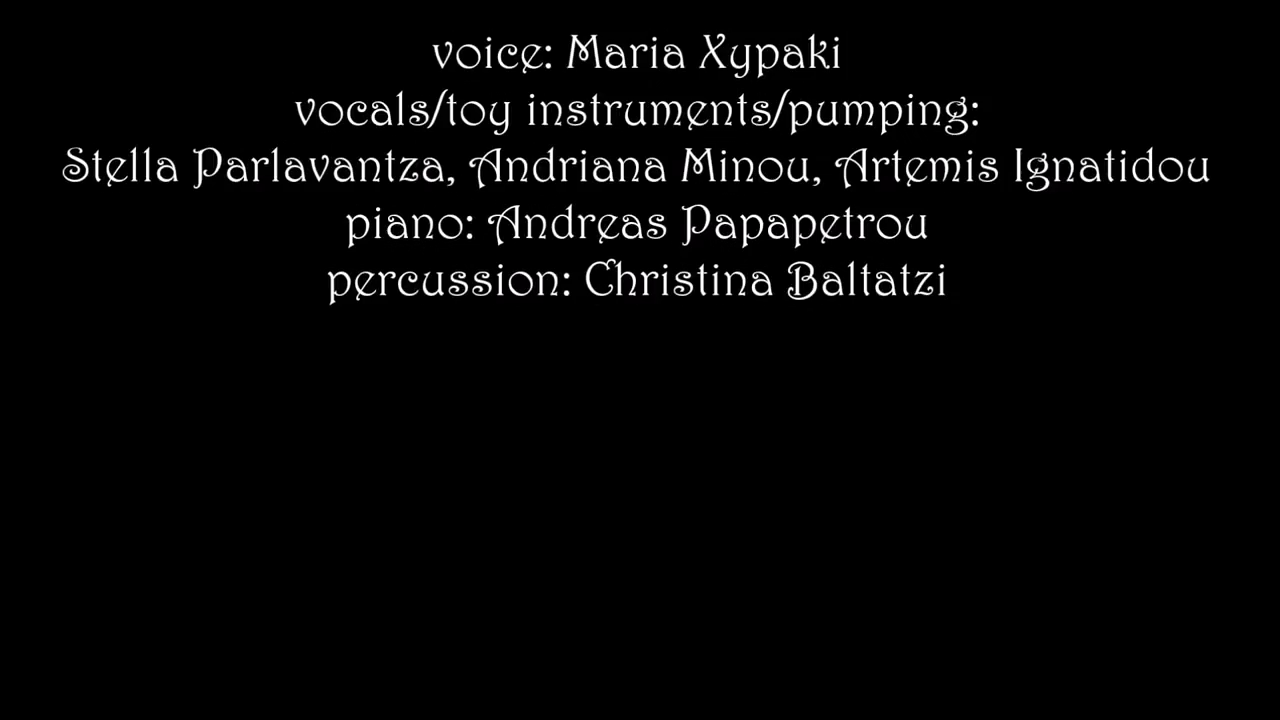 voice: Maria Xypaki
vocals/toy instruments/pumping:
Stella Parlavantza, Andriana Minou, Artemis Ignatidou
piano: Andreas Papapetrou
percussion: Christina Baltatzi